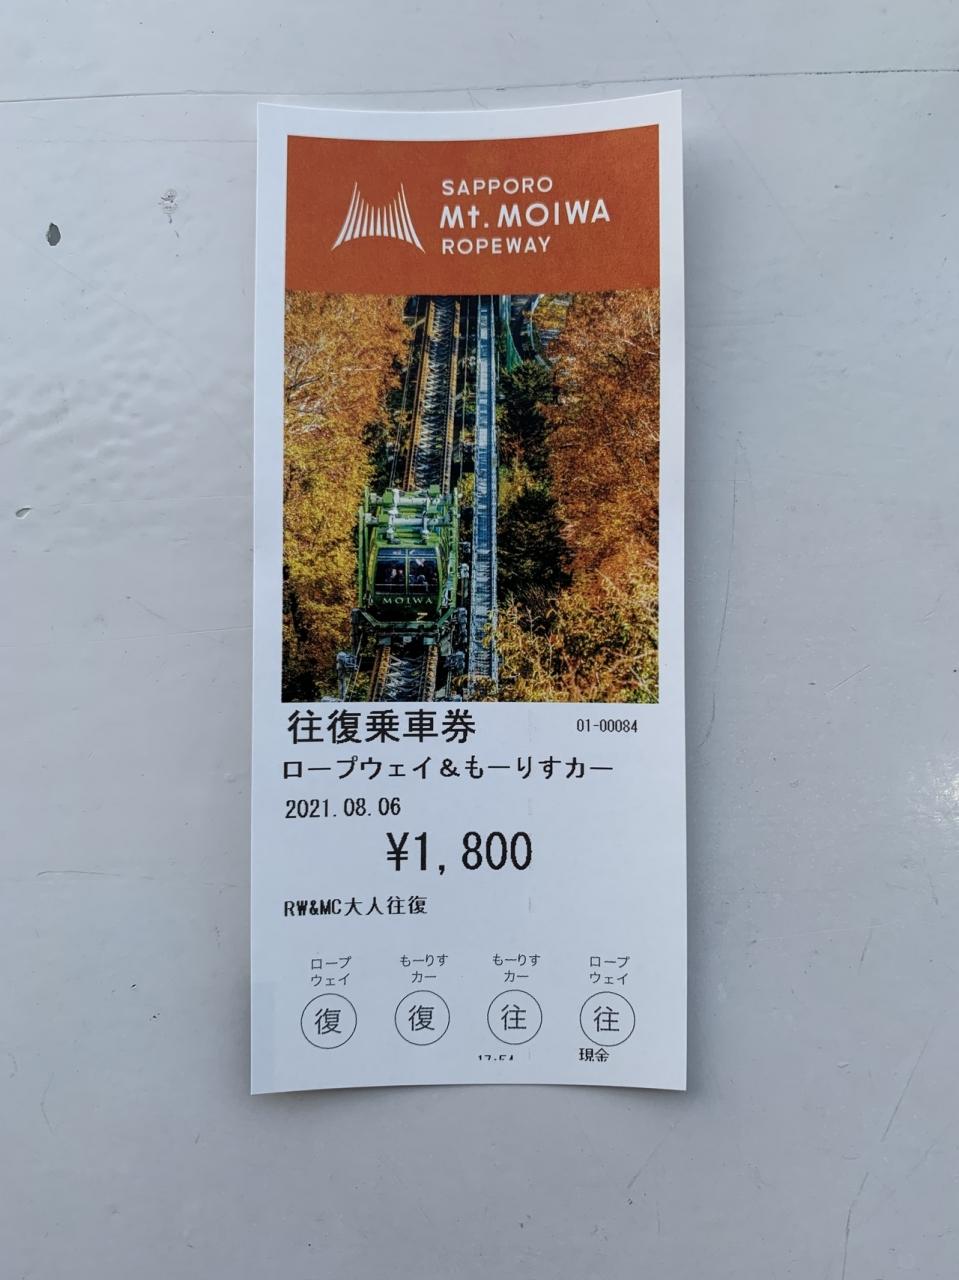 SAPPORO
Mt. MOIWA
ROPEWAY
MOIWA
往復乗車券
01-00084
ロープウェイ&もーりすカー
2021.08.06
¥1,800
RW&MC大人往復
ロープ
ウェイ
復
もーりす
カー
復
もーりす
カー
往
ロープ
ウェイ
往
17:54
現金